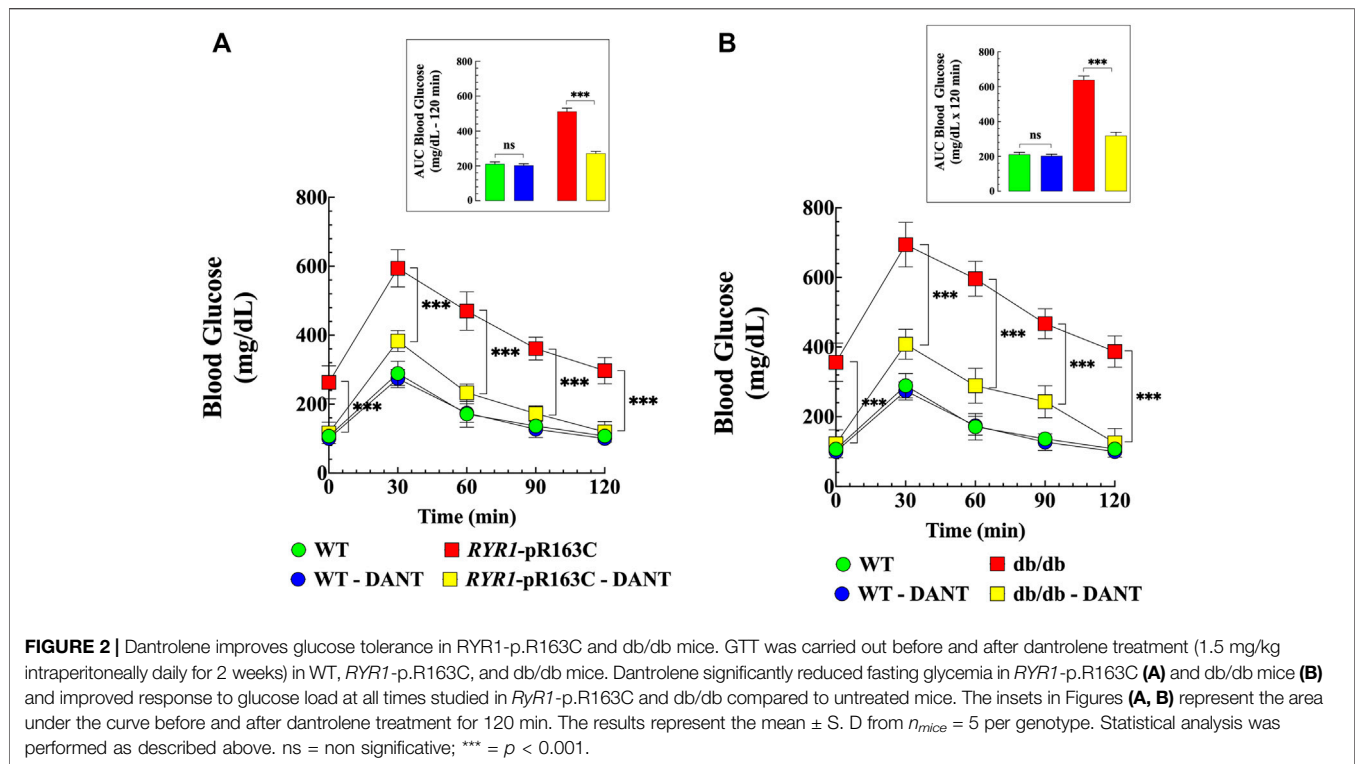 A
800
600
400
200
0
AUC Blood Glucose
(mg/dL - 120 min)
ns
***
800
600
400
200
0
Blood Glucose
(mg/dL)
***
***
***
***
***
0
30
60
90
120
Time (min)
WT
RYR1-pR163C
WT - DANT
RYR1-pR163C - DANT
B
800
600
400
200
0
AUC Blood Glucose
(mg/dL x 120 min)
ns
***
800
600
400
200
0
Blood Glucose
(mg/dL)
***
***
***
***
***
0
30
60
90
120
Time (min)
WT
db/db
WT - DANT
db/db - DANT
FIGURE 2 | Dantrolene improves glucose tolerance in RYR1-p.R163C and db/db mice. GTT was carried out before and after dantrolene treatment (1.5 mg/kg
intraperitoneally daily for 2 weeks) in WT, RYR1-p.R163C, and db/db mice. Dantrolene significantly reduced fasting glycemia in RYR1-p.R163C (A) and db/db mice (B)
and improved response to glucose load at all times studied in RyR1-p.R163C and db/db compared to untreated mice. The insets in Figures (A, B) represent the area
under the curve before and after dantrolene treatment for 120 min. The results represent the mean ± S. D from nmice = 5 per genotype. Statistical analysis was
performed as described above. ns = non significative; *** = p < 0.001.